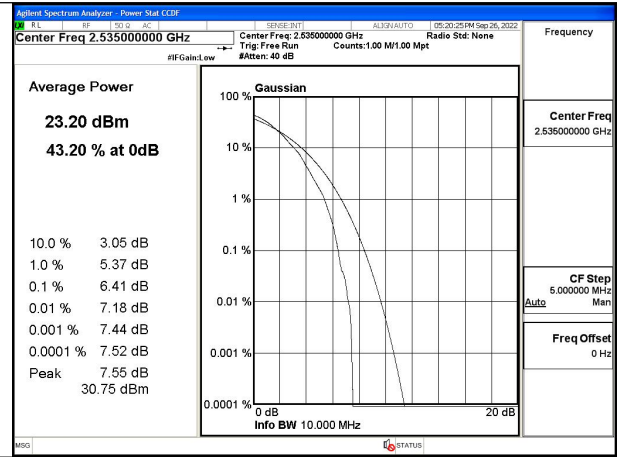 Agilent Spectrum Analyzer - Power Stat CCDF
RL RF 50 Ω AC SENSE:INT ALIGN AUTO 05:20:25 PM Sep 26, 2022
Center Freq 2.535000000 GHz
Center Freq: 2.535000000 GHz Radio Std: None
Trig: Free Run Counts:1.00 M/1.00 Mpt
#IFGain:Low #Atten: 40 dB
Frequency
Average Power
23.20 dBm
43.20 % at 0dB
10.0 % 3.05 dB
1.0 % 5.37 dB
0.1 % 6.41 dB
0.01 % 7.18 dB
0.001 % 7.44 dB
0.0001 % 7.52 dB
Peak 7.55 dB
30.75 dBm
Gaussian
100 %
10 %
1 %
0.1 %
0.01 %
0.001 %
0.0001 %
0 dB 20 dB
Info BW 10.000 MHz
Center Freq
2.535000000 GHz
CF Step
5.000000 MHz
Auto Man
Freq Offset
0 Hz
MSG STATUS